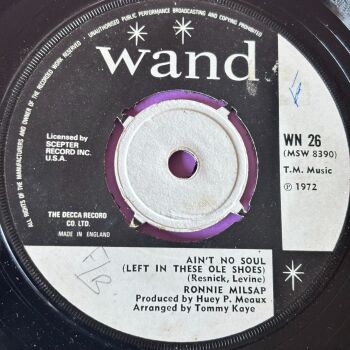 UNAUTHORISED PUBLIC PERFORMANCE BROADCASTING AND COPYING PROHIBITED
ALL RIGHTS OF THE MANUFACTURERS AND OWNER OF THE RECORDED WORK RESERVED
wand
Licensed by
SCEPTER
RECORD INC.
U.S.A.
WN 26
(MSW 8390)
T.M. Music
℗ 1972
THE DECCA RECORD
CO. LTD.
MADE IN ENGLAND
F/B
AIN'T NO SOUL
(LEFT IN THESE OLE SHOES)
(Resnick, Levine)
RONNIE MILSAP
Produced by Huey P. Meaux
Arranged by Tommy Kaye